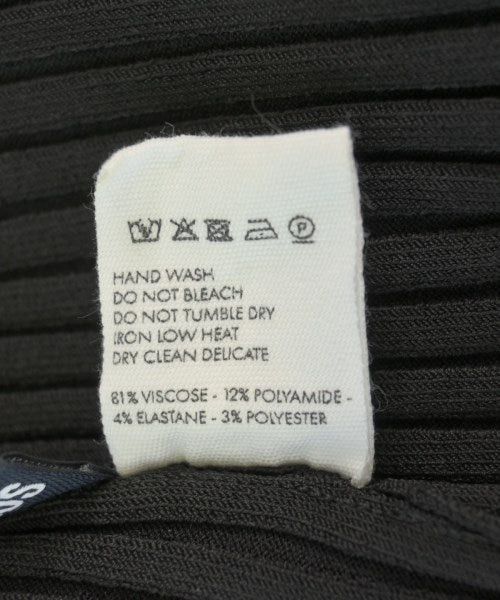 P
HAND WASH
DO NOT BLEACH
DO NOT TUMBLE DRY
IRON LOW HEAT
DRY CLEAN DELICATE
81% VISCOSE - 12% POLYAMIDE -
4% ELASTANE - 3% POLYESTER
SO